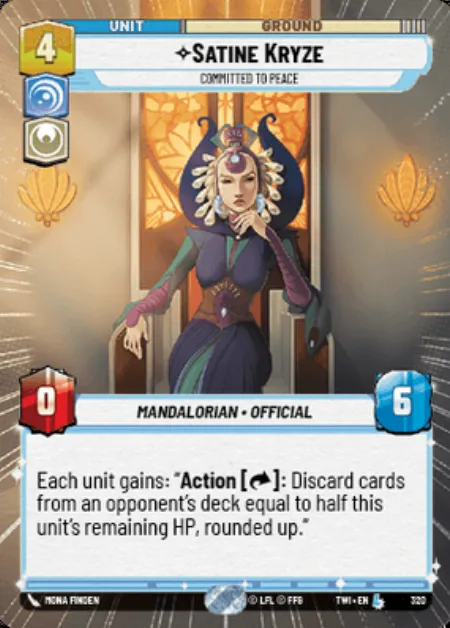 UNIT GROUND
4
Satine Kryze
COMMITTED TO PEACE
0
MANDALORIAN • OFFICIAL
6
Each unit gains: “Action [↷]: Discard cards
from an opponent’s deck equal to half this
unit’s remaining HP, rounded up.”
MONA FINDEN © LFL © FFG TWI • EN L 320